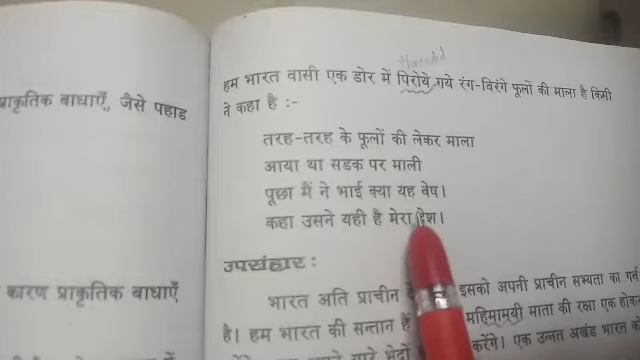 प्राकृतिक बाधाएँ, जैसे पहाड
कारण प्राकृतिक बाधाएँ
हम भारत वासी एक डोर में पिरोये गये रंग-विरंगे फूलों की माला है किमी
ने कहा है :-
तरह-तरह के फूलों की लेकर माला
आया था सडक पर माली
पूछा मैं ने भाई क्या यह वेष।
कहा उसने यही है मेरा देश।
उपसंहार :
भारत अति प्राचीन इसको अपनी प्राचीन सभ्यता का गर्व
है। हम भारत की सन्तान हैं महिमामयी माता की रक्षा एक होकर
करेंगे। एक उन्नत अखंड भारत को